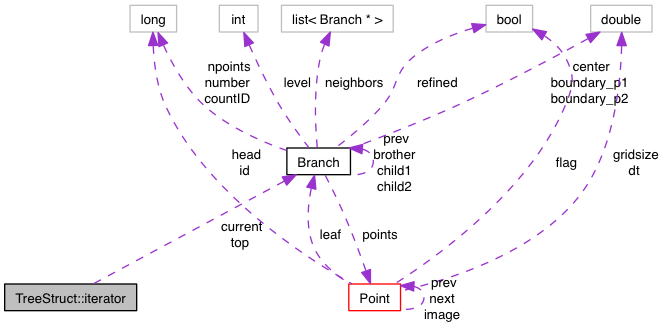 long
int
list< Branch * >
bool
double
npoints
number
countID
level
neighbors
refined
center
boundary_p1
boundary_p2
head
id
Branch
prev
brother
child1
child2
flag
gridsize
dt
current
top
leaf
points
TreeStruct::iterator
Point
prev
next
image